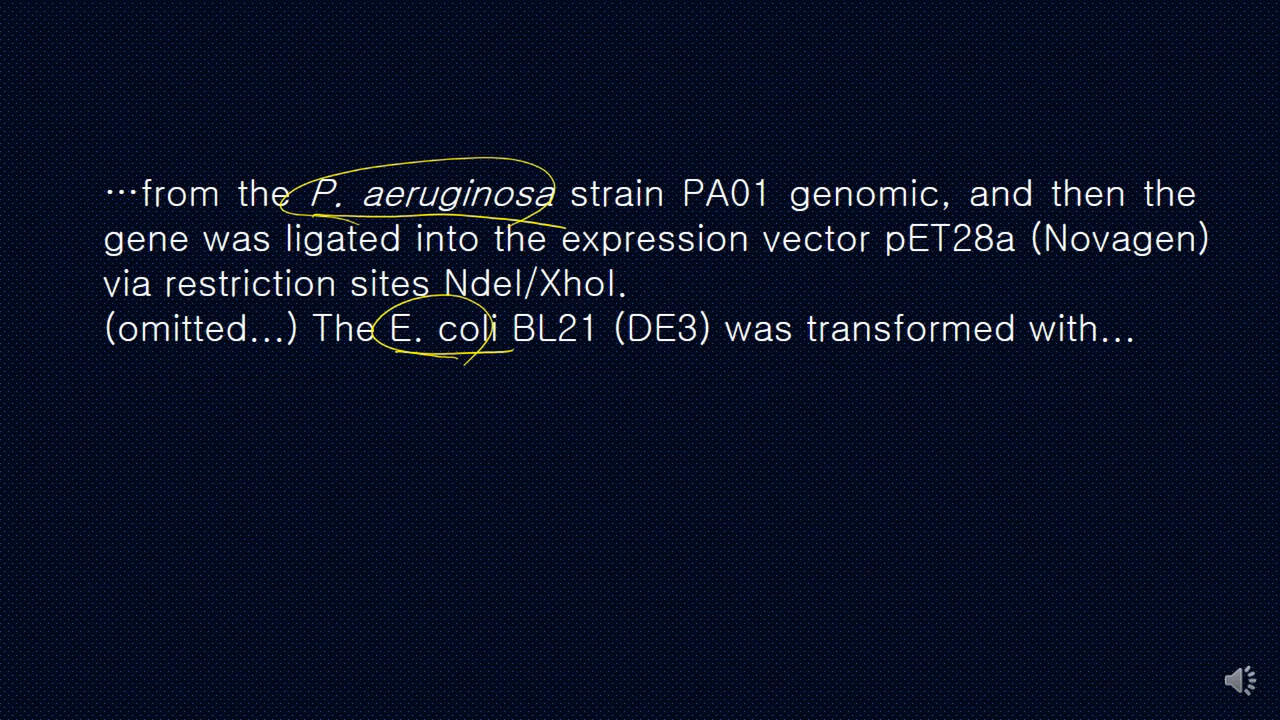 …from the P. aeruginosa strain PA01 genomic, and then the
gene was ligated into the expression vector pET28a (Novagen)
via restriction sites NdeI/XhoI.
(omitted…) The E. coli BL21 (DE3) was transformed with…